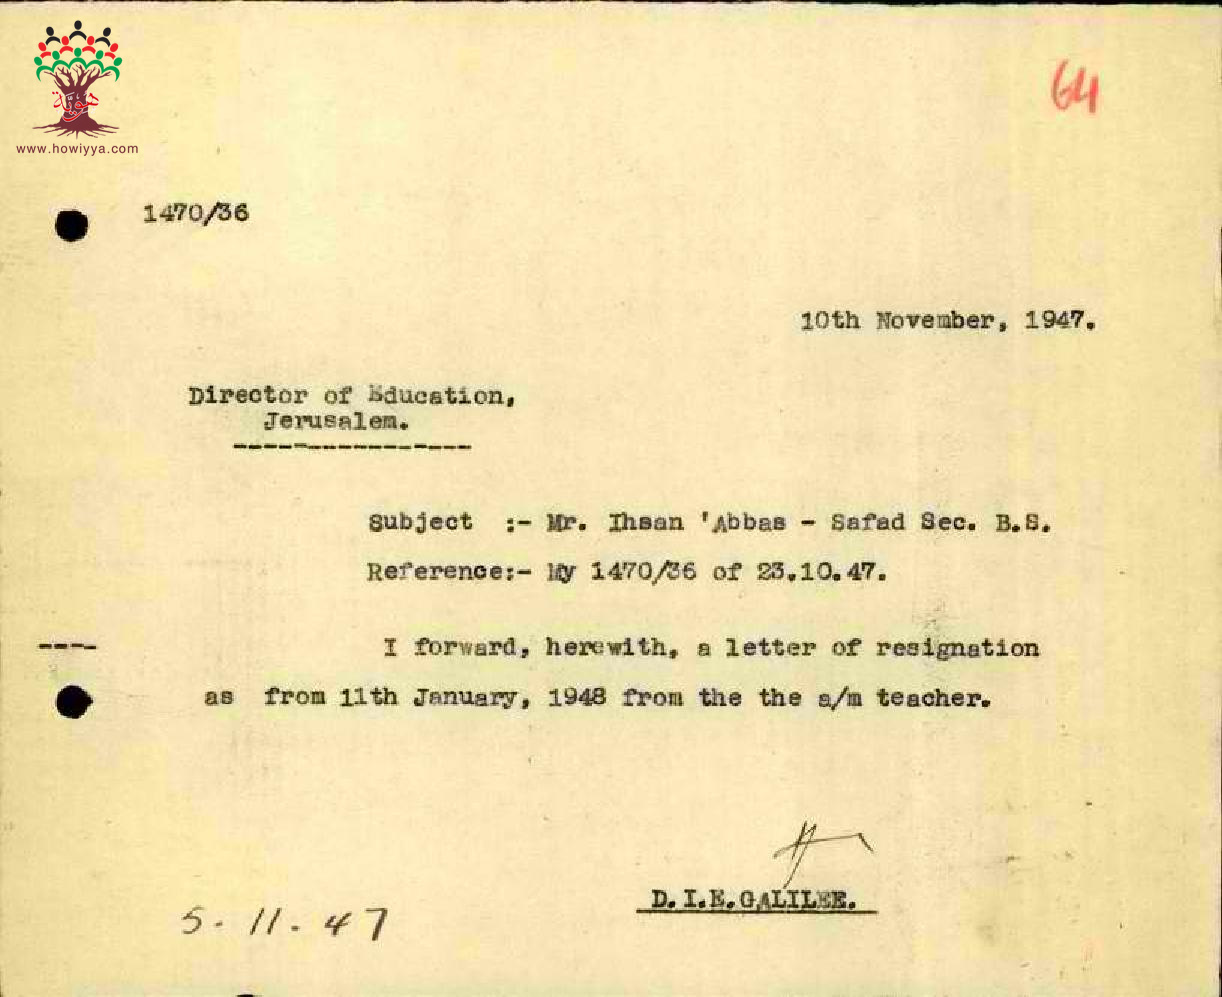 هوية
www.howiyya.com
64
1470/36
10th November, 1947.
Director of Education,
Jerusalem.
Subject :- Mr. Ihsan 'Abbas - Safad Sec. B.S.
Reference:- My 1470/36 of 23.10.47.
I forward, herewith, a letter of resignation
as from 11th January, 1948 from the the a/m teacher.
D.I.E.GALILEE.
5. 11. 47